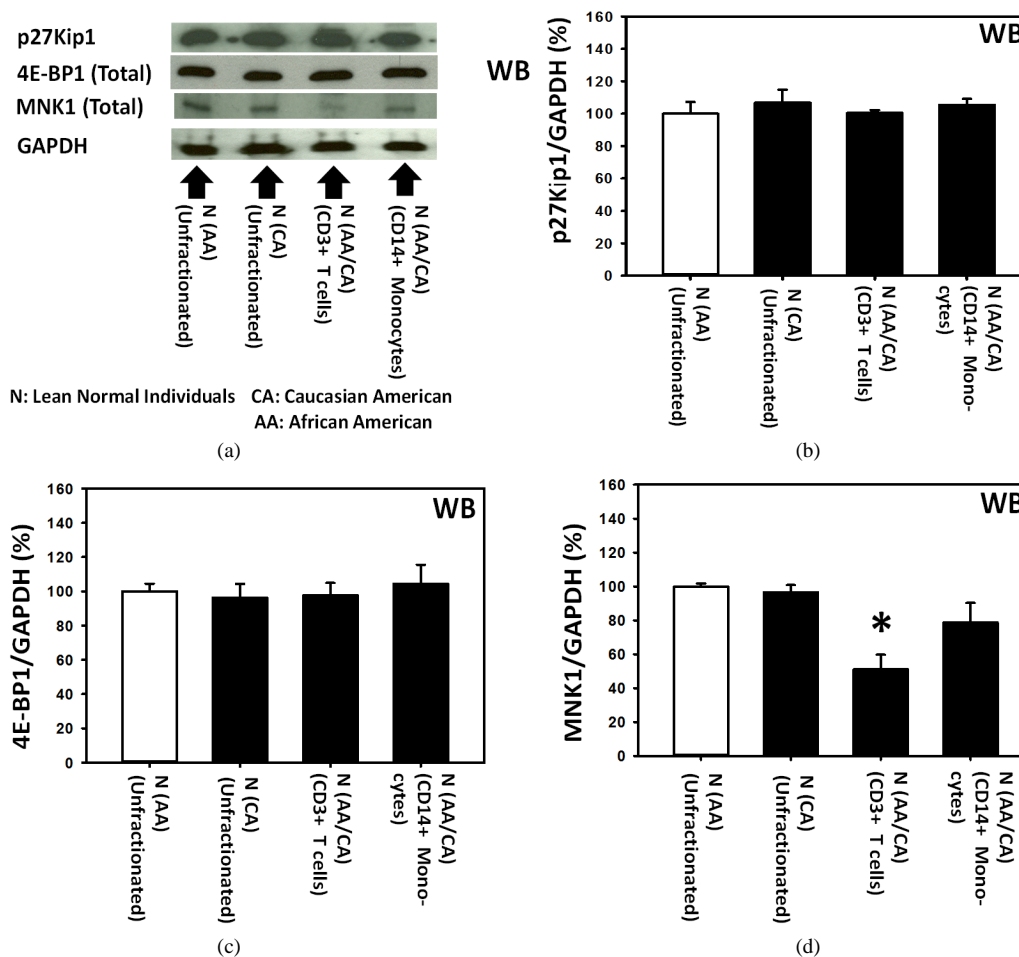 p27Kip1
4E-BP1 (Total)
MNK1 (Total)
GAPDH
WB
N (AA)
(Unfractionated)
N (CA)
(Unfractionated)
N (AA/CA)
(CD3+ T cells)
N (AA/CA)
(CD14+ Monocytes)
N: Lean Normal Individuals CA: Caucasian American
AA: African American
(a)
WB
p27Kip1/GAPDH (%)
160
140
120
100
80
60
40
20
0
N (AA)
(Unfractionated)
N (CA)
(Unfractionated)
N (AA/CA)
(CD3+ T cells)
N (AA/CA)
(CD14+ Mono-
cytes)
(b)
WB
4E-BP1/GAPDH (%)
160
140
120
100
80
60
40
20
0
N (AA)
(Unfractionated)
N (CA)
(Unfractionated)
N (AA/CA)
(CD3+ T cells)
N (AA/CA)
(CD14+ Mono-
cytes)
(c)
WB
MNK1/GAPDH (%)
160
140
120
100
80
60
40
20
0
*
N (AA)
(Unfractionated)
N (CA)
(Unfractionated)
N (AA/CA)
(CD3+ T cells)
N (AA/CA)
(CD14+ Mono-
cytes)
(d)